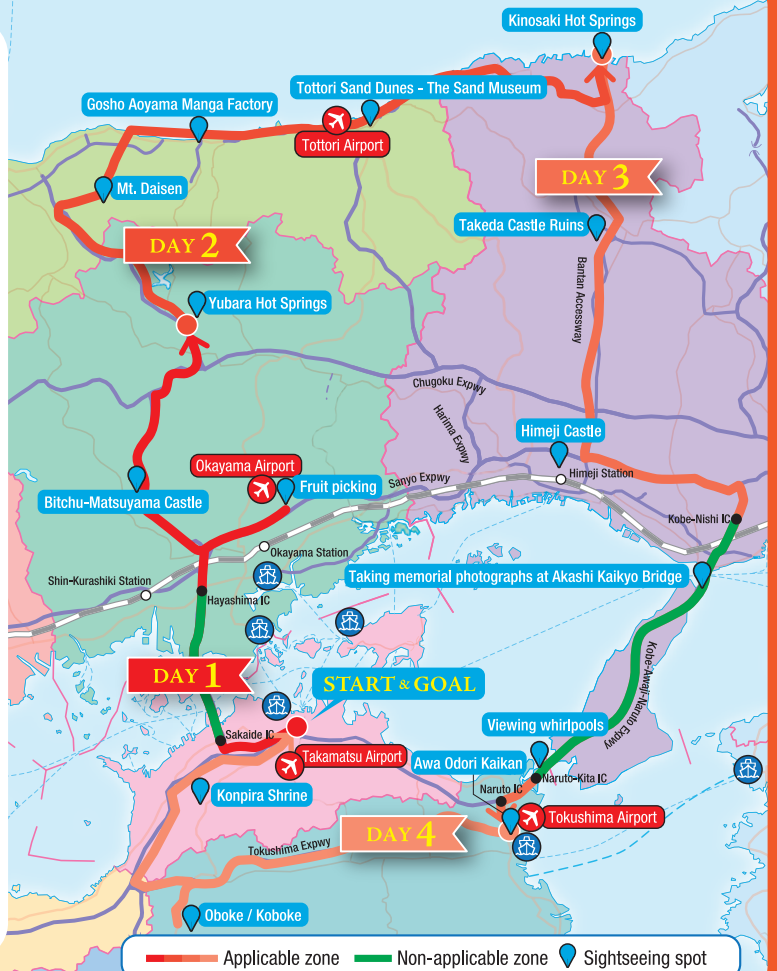 Kinosaki Hot Springs
Tottori Sand Dunes - The Sand Museum
Gosho Aoyama Manga Factory
Tottori Airport
DAY 3
Mt. Daisen
Takeda Castle Ruins
DAY 2
Bantan Accessway
Yubara Hot Springs
Chugoku Expwy
Harima Expwy
Himeji Castle
Okayama Airport
Himeji Station
Sanyo Expwy
Fruit picking
Bitchu-Matsuyama Castle
Kobe-Nishi IC
Okayama Station
Taking memorial photographs at Akashi Kaikyo Bridge
Shin-Kurashiki Station
Hayashima IC
DAY 1
START & GOAL
Kobe-Awaji-Naruto Expwy
Viewing whirlpools
Sakaide IC
Takamatsu Airport
Awa Odori Kaikan
Naruto-Kita IC
Naruto IC
Konpira Shrine
Tokushima Airport
DAY 4
Tokushima Expwy
Oboke / Koboke
Applicable zone
Non-applicable zone
Sightseeing spot